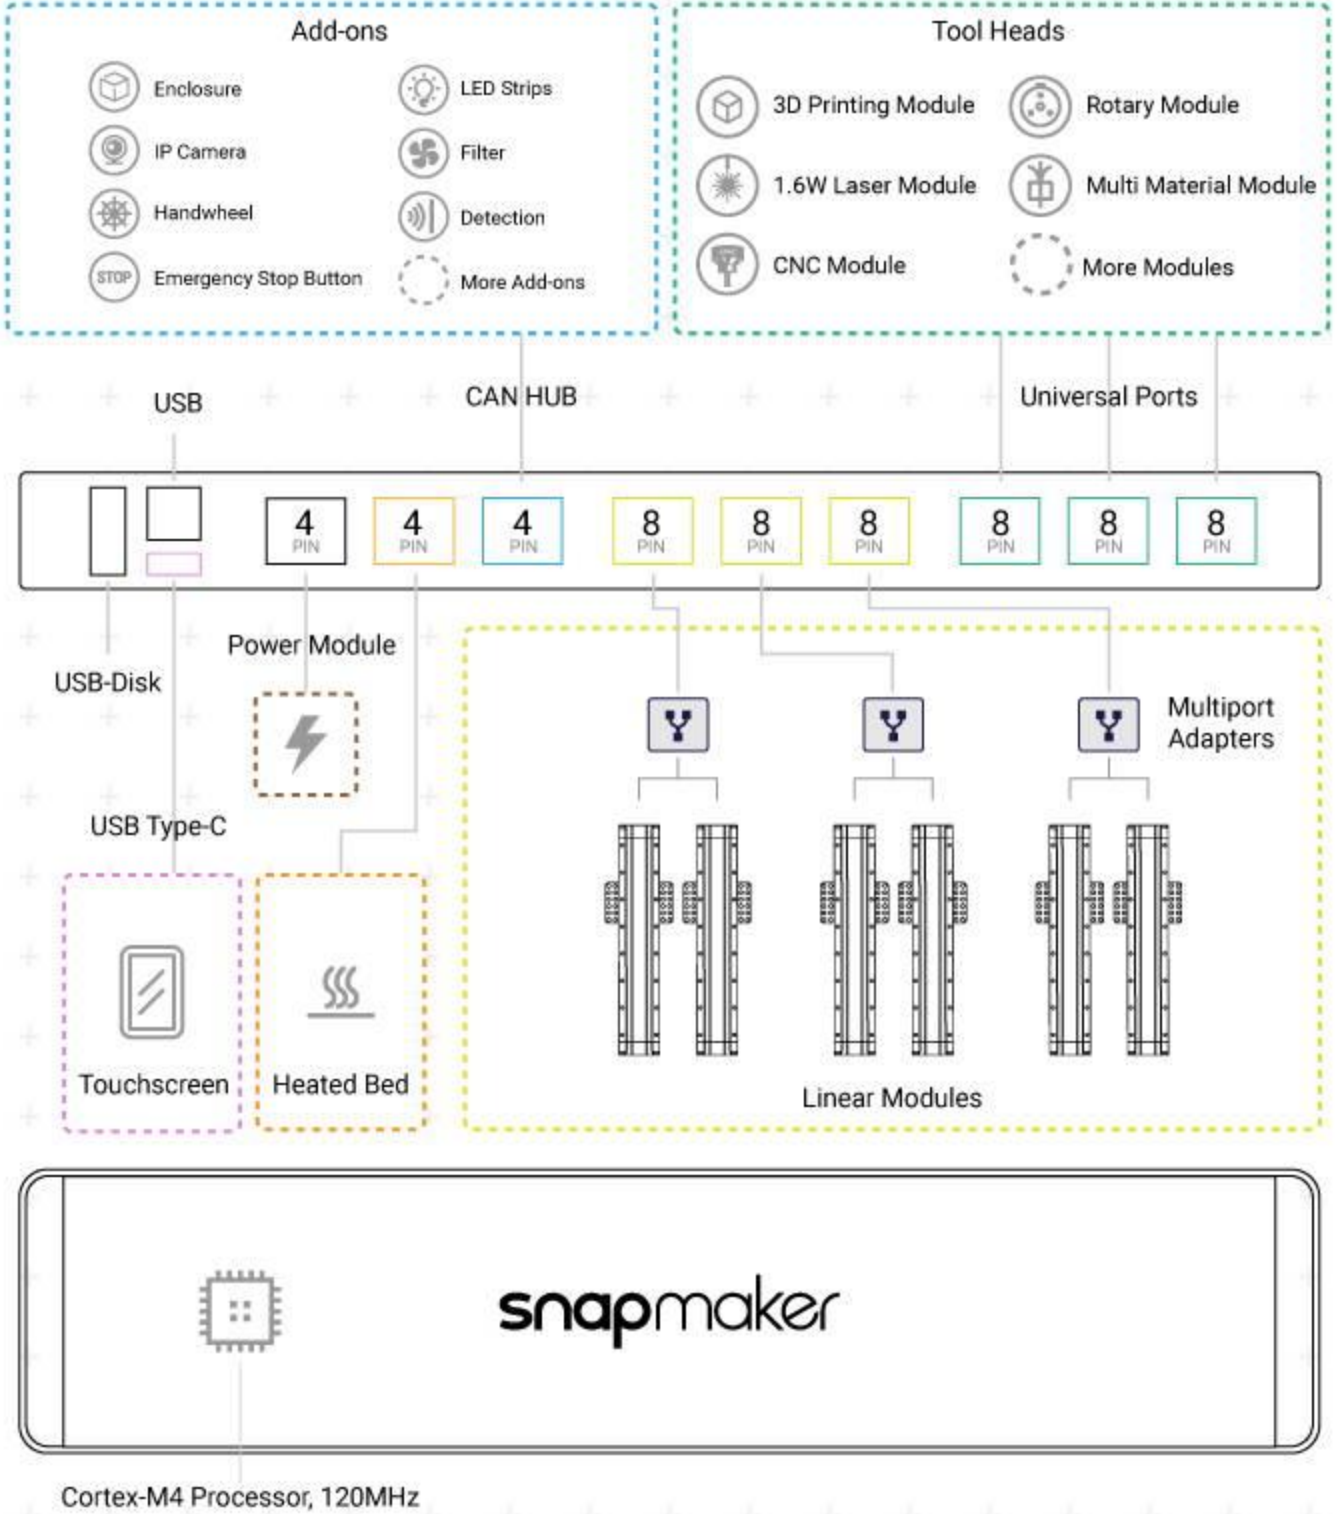 Add-ons
Enclosure
LED Strips
IP Camera
Filter
Handwheel
Detection
STOP
Emergency Stop Button
More Add-ons
Tool Heads
3D Printing Module
Rotary Module
1.6W Laser Module
Multi Material Module
CNC Module
More Modules
USB
CAN HUB
Universal Ports
4
PIN
4
PIN
4
PIN
8
PIN
8
PIN
8
PIN
8
PIN
8
PIN
8
PIN
USB-Disk
Power Module
USB Type-C
Multiport
Adapters
Touchscreen
Heated Bed
Linear Modules
snapmaker
Cortex-M4 Processor, 120MHz